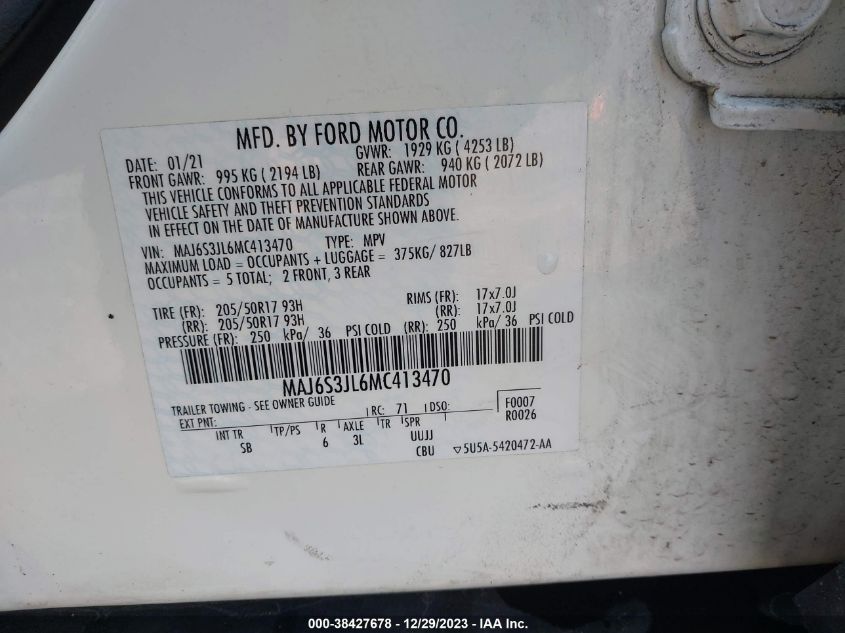 MFD. BY FORD MOTOR CO.
DATE: 01/21 GVWR: 1929 KG ( 4253 LB)
FRONT GAWR: 995 KG ( 2194 LB) REAR GAWR: 940 KG ( 2072 LB)
THIS VEHICLE CONFORMS TO ALL APPLICABLE FEDERAL MOTOR
VEHICLE SAFETY AND THEFT PREVENTION STANDARDS
IN EFFECT ON THE DATE OF MANUFACTURE SHOWN ABOVE.
VIN: MAJ6S3JL6MC413470 TYPE: MPV
MAXIMUM LOAD = OCCUPANTS + LUGGAGE = 375KG/ 827LB
OCCUPANTS = 5 TOTAL; 2 FRONT, 3 REAR
TIRE (FR): 205/50R17 93H RIMS (FR): 17x7.0J
(RR): 205/50R17 93H (RR): 17x7.0J
PRESSURE (FR): 250 kPa/ 36 PSI COLD (RR): 250 kPa/ 36 PSI COLD
MAJ6S3JL6MC413470
TRAILER TOWING - SEE OWNER GUIDE
EXT PNT: RC: 71 DSO: F0007
R0026
INT TR TP/PS R AXLE TR SPR
SB 6 3L UUJJ
CBU ▽5U5A-5420472-AA
000-38427678 - 12/29/2023 - IAA Inc.